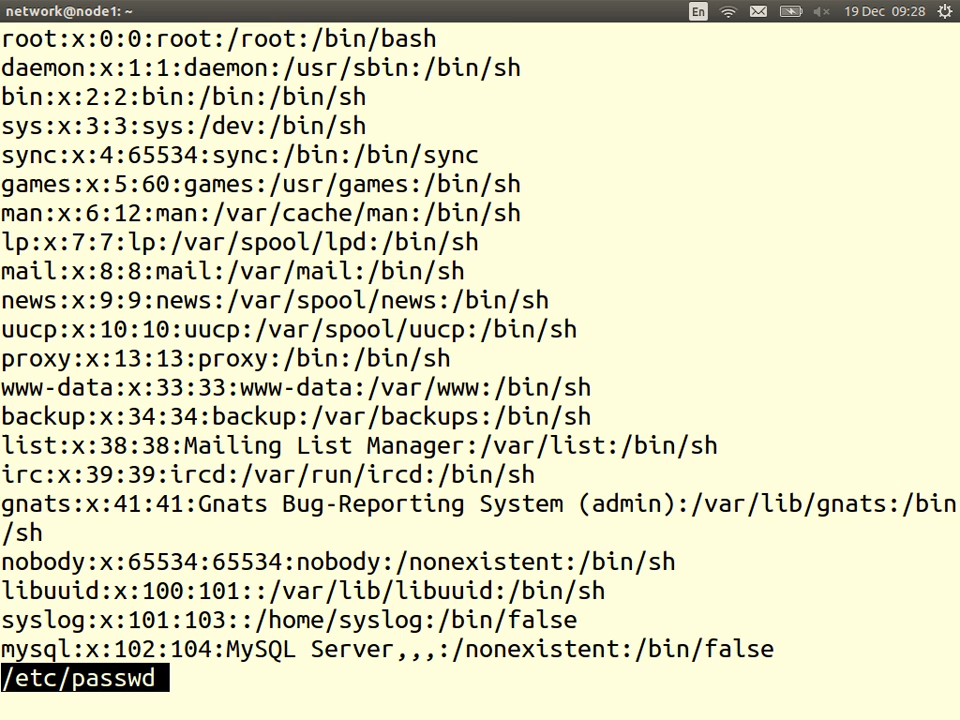 network@node1: ~ En 19 Dec 09:28
root:x:0:0:root:/root:/bin/bash
daemon:x:1:1:daemon:/usr/sbin:/bin/sh
bin:x:2:2:bin:/bin:/bin/sh
sys:x:3:3:sys:/dev:/bin/sh
sync:x:4:65534:sync:/bin:/bin/sync
games:x:5:60:games:/usr/games:/bin/sh
man:x:6:12:man:/var/cache/man:/bin/sh
lp:x:7:7:lp:/var/spool/lpd:/bin/sh
mail:x:8:8:mail:/var/mail:/bin/sh
news:x:9:9:news:/var/spool/news:/bin/sh
uucp:x:10:10:uucp:/var/spool/uucp:/bin/sh
proxy:x:13:13:proxy:/bin:/bin/sh
www-data:x:33:33:www-data:/var/www:/bin/sh
backup:x:34:34:backup:/var/backups:/bin/sh
list:x:38:38:Mailing List Manager:/var/list:/bin/sh
irc:x:39:39:ircd:/var/run/ircd:/bin/sh
gnats:x:41:41:Gnats Bug-Reporting System (admin):/var/lib/gnats:/bin
/sh
nobody:x:65534:65534:nobody:/nonexistent:/bin/sh
libuuid:x:100:101::/var/lib/libuuid:/bin/sh
syslog:x:101:103::/home/syslog:/bin/false
mysql:x:102:104:MySQL Server,,,:/nonexistent:/bin/false
/etc/passwd